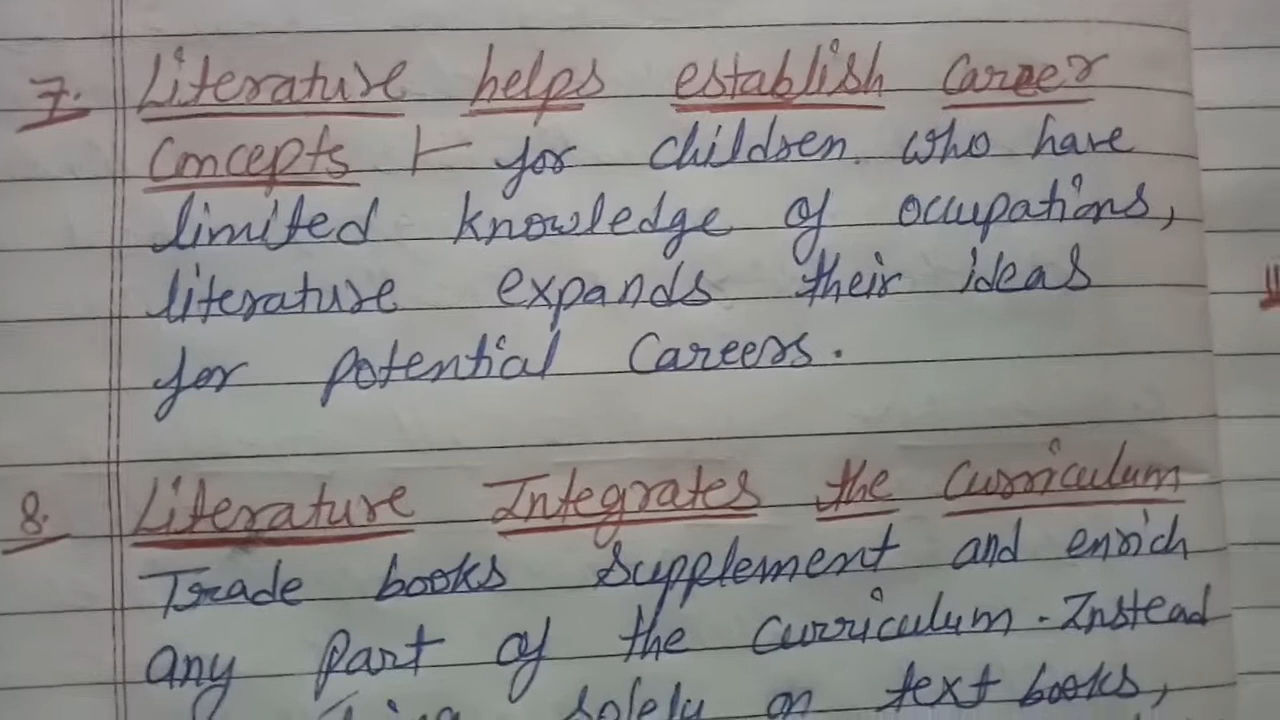 7. Literature helps establish Career
Concepts :- for children who have
limited knowledge of occupations,
literature expands their ideas
for potential Careers.
8. Literature Integrates the Curriculum
Trade books supplement and enrich
any part of the curriculum. Instead
solely on text books,